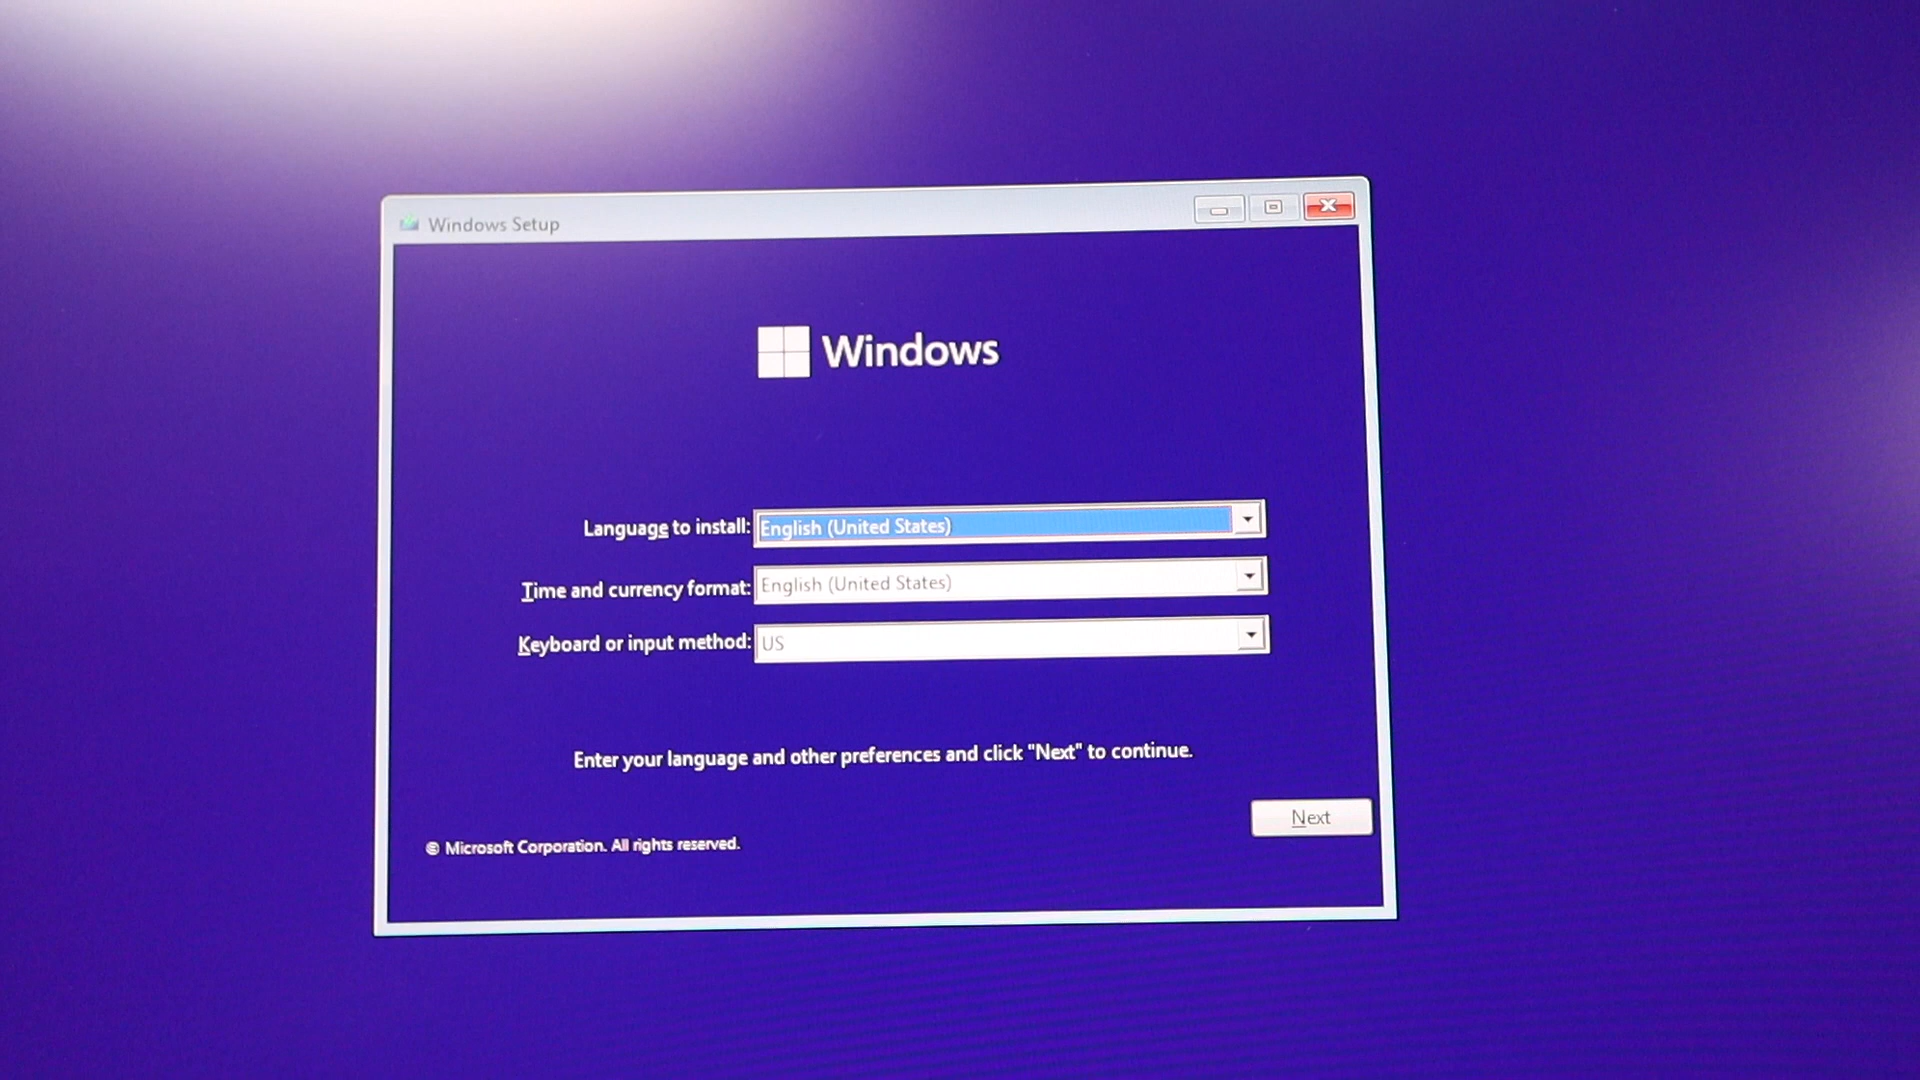 Windows Setup
Windows
Language to install: English (United States)
Time and currency format: English (United States)
Keyboard or input method: US
Enter your language and other preferences and click "Next" to continue.
Next
© Microsoft Corporation. All rights reserved.